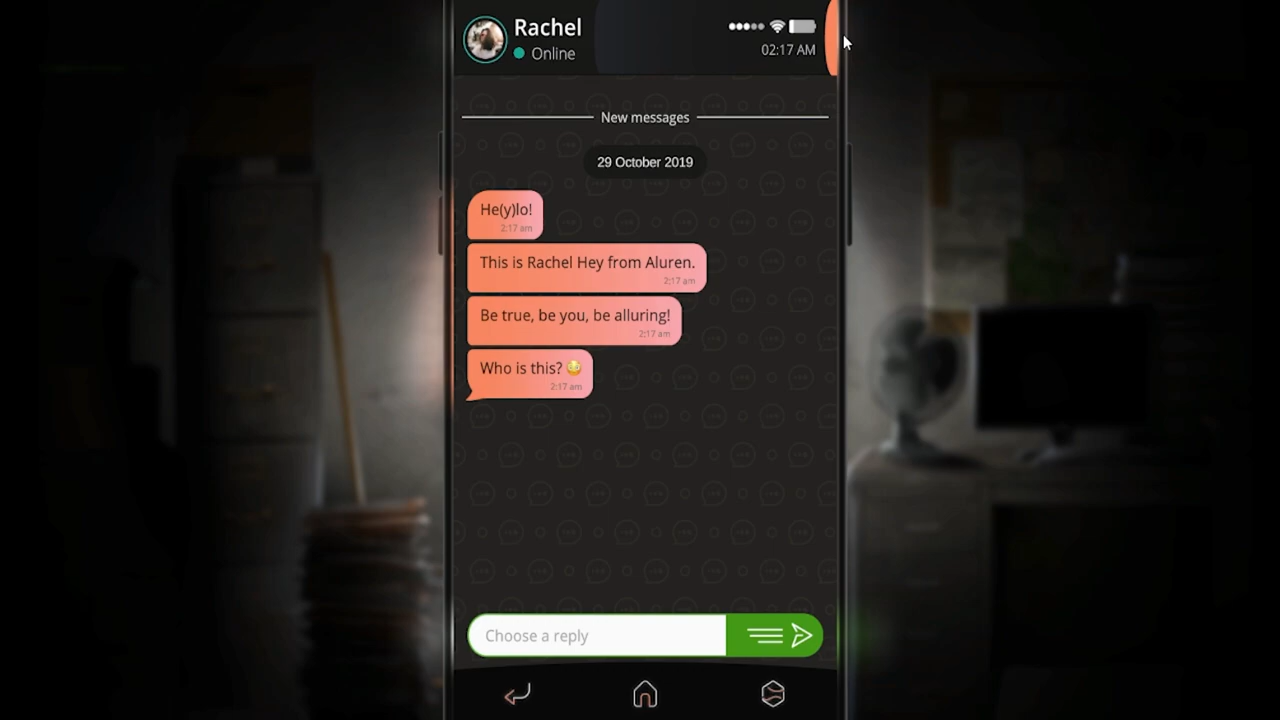 Rachel
Online
02:17 AM
New messages
29 October 2019
He(y)lo!
2:17 am
This is Rachel Hey from Aluren.
2:17 am
Be true, be you, be alluring!
2:17 am
Who is this? 😳
2:17 am
Choose a reply